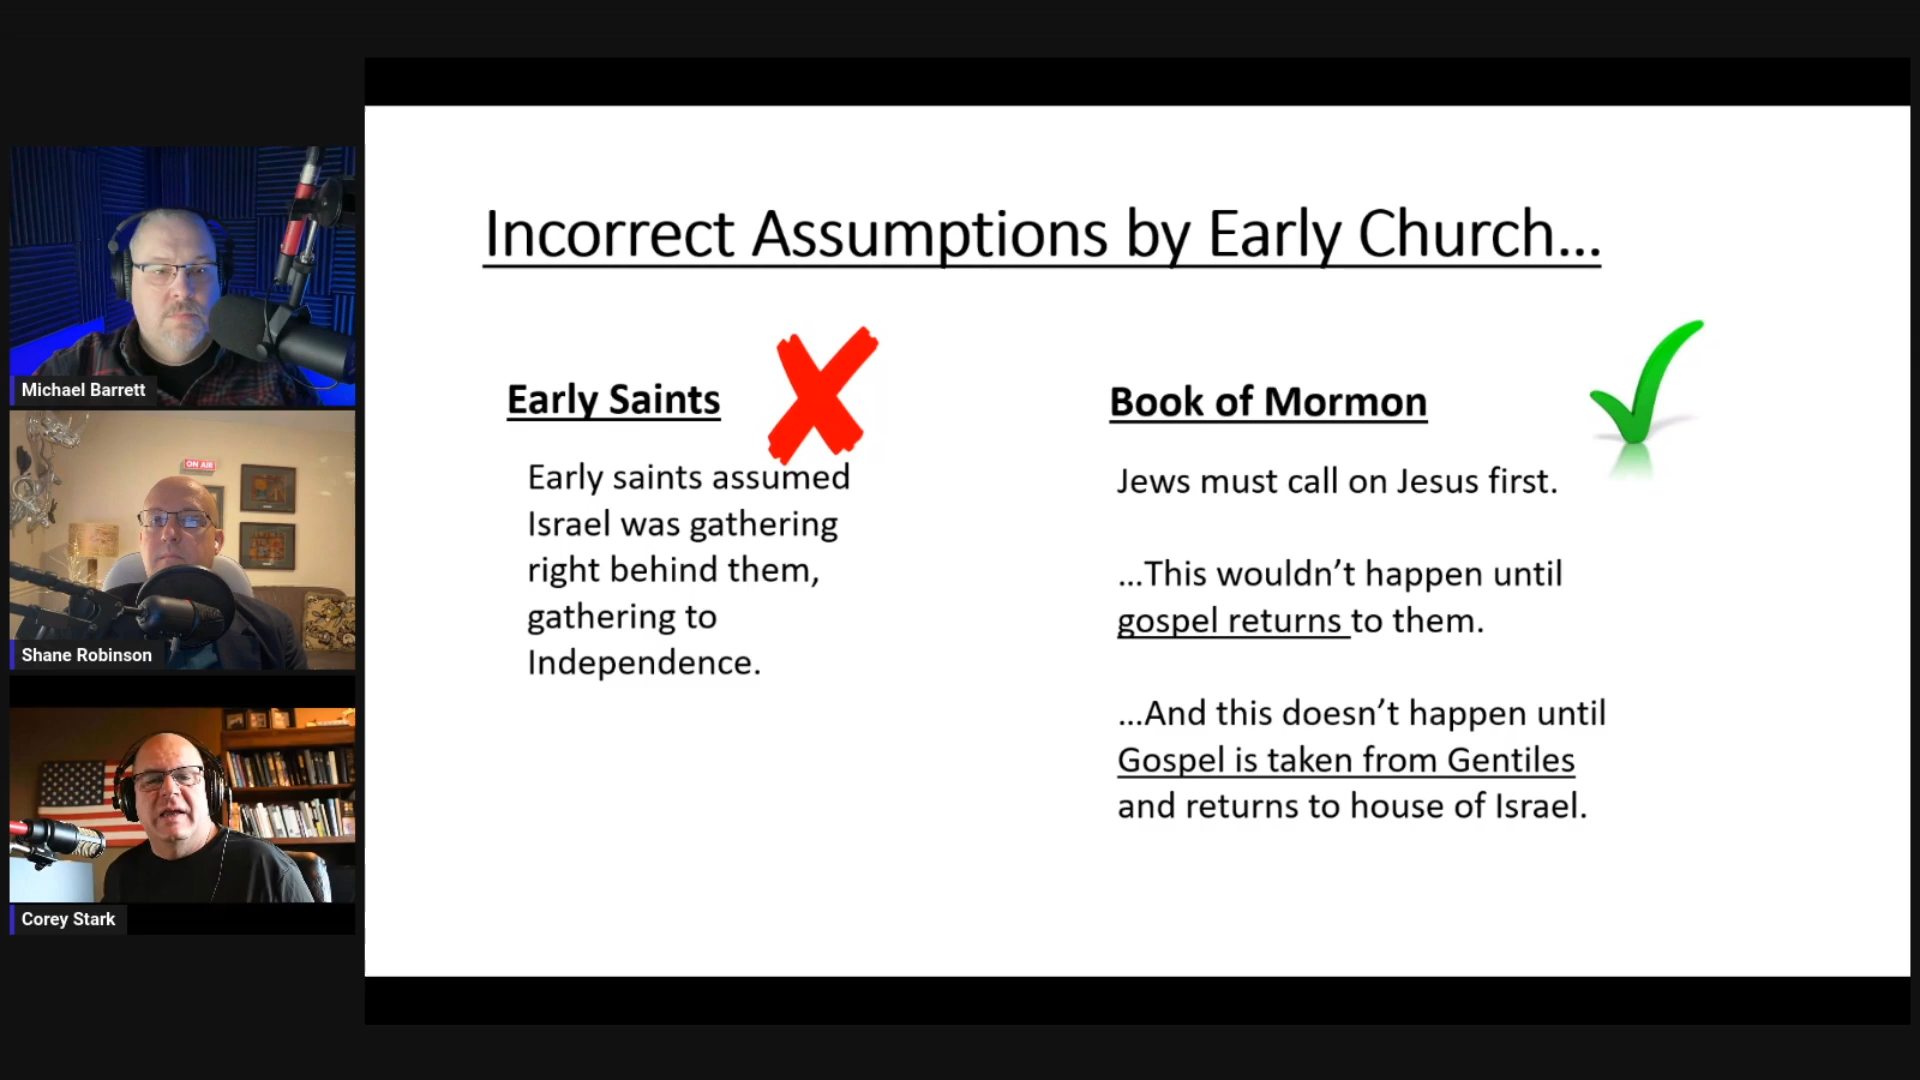 Incorrect Assumptions by Early Church...
Early Saints
Early saints assumed
Israel was gathering
right behind them,
gathering to
Independence.
Book of Mormon
Jews must call on Jesus first.
...This wouldn’t happen until
gospel returns to them.
...And this doesn’t happen until
Gospel is taken from Gentiles
and returns to house of Israel.
Michael Barrett
ON AIR
Shane Robinson
Corey Stark